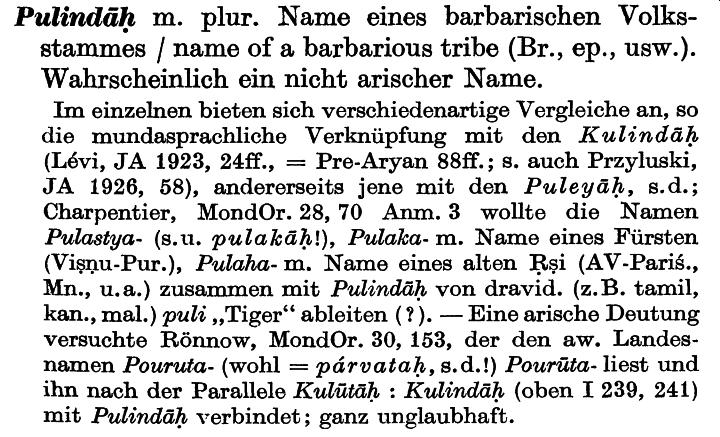 Pulindāḥ m. plur. Name eines barbarischen Volks-
stammes / name of a barbarious tribe (Br., ep., usw.).
Wahrscheinlich ein nicht arischer Name.
Im einzelnen bieten sich verschiedenartige Vergleiche an, so
die mundasprachliche Verknüpfung mit den Kulindāḥ
(Lévi, JA 1923, 24ff., = Pre-Aryan 88ff.; s. auch Przyluski,
JA 1926, 58), andererseits jene mit den Puleyāḥ, s.d.;
Charpentier, MondOr. 28, 70 Anm. 3 wollte die Namen
Pulastya- (s.u. pulakāḥ!), Pulaka- m. Name eines Fürsten
(Viṣṇu-Pur.), Pulaha- m. Name eines alten Ṛṣi (AV-Pariś.,
Mn., u.a.) zusammen mit Pulindāḥ von dravid. (z.B. tamil,
kan., mal.) puli „Tiger“ ableiten (?). — Eine arische Deutung
versuchte Rönnow, MondOr. 30, 153, der den aw. Landes-
namen Pouruta- (wohl = párvataḥ, s.d.!) Pourūta- liest und
ihn nach der Parallele Kulūtāḥ : Kulindāḥ (oben I 239, 241)
mit Pulindāḥ verbindet; ganz unglaubhaft.